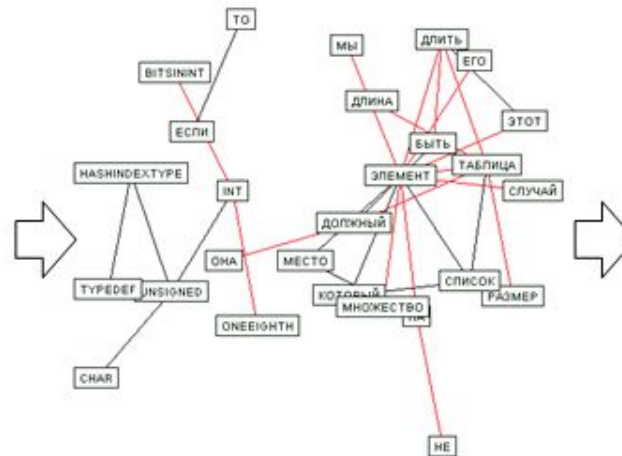 ТО
МЫ
ДЛИТЬ
ЕГО
BITSININT
ДЛИНА
ЭТОТ
ЕСЛИ
БЫТЬ
ТАБЛИЦА
HASHINDEXTYPE
ЭЛЕМЕНТ
INT
СЛУЧАЙ
ДОЛЖНЫЙ
ОНА
МЕСТО
СПИСОК
TYPEDEF
UNSIGNED
КОТОРЫЙ
РАЗМЕР
МНОЖЕСТВО
ONEEIGHTH
CHAR
НЕ